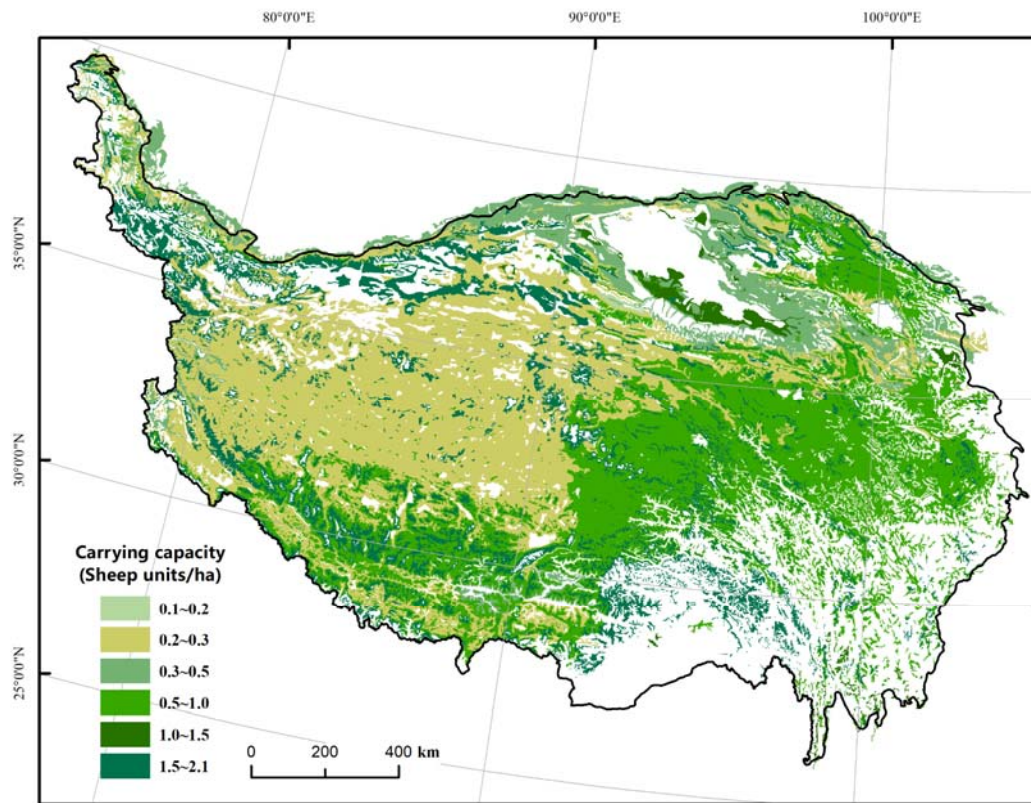 80°0'0"E
90°0'0"E
100°0'0"E
35°0'0"N
30°0'0"N
25°0'0"N
Carrying capacity
(Sheep units/ha)
0.1~0.2
0.2~0.3
0.3~0.5
0.5~1.0
1.0~1.5
1.5~2.1
0 200 400 km